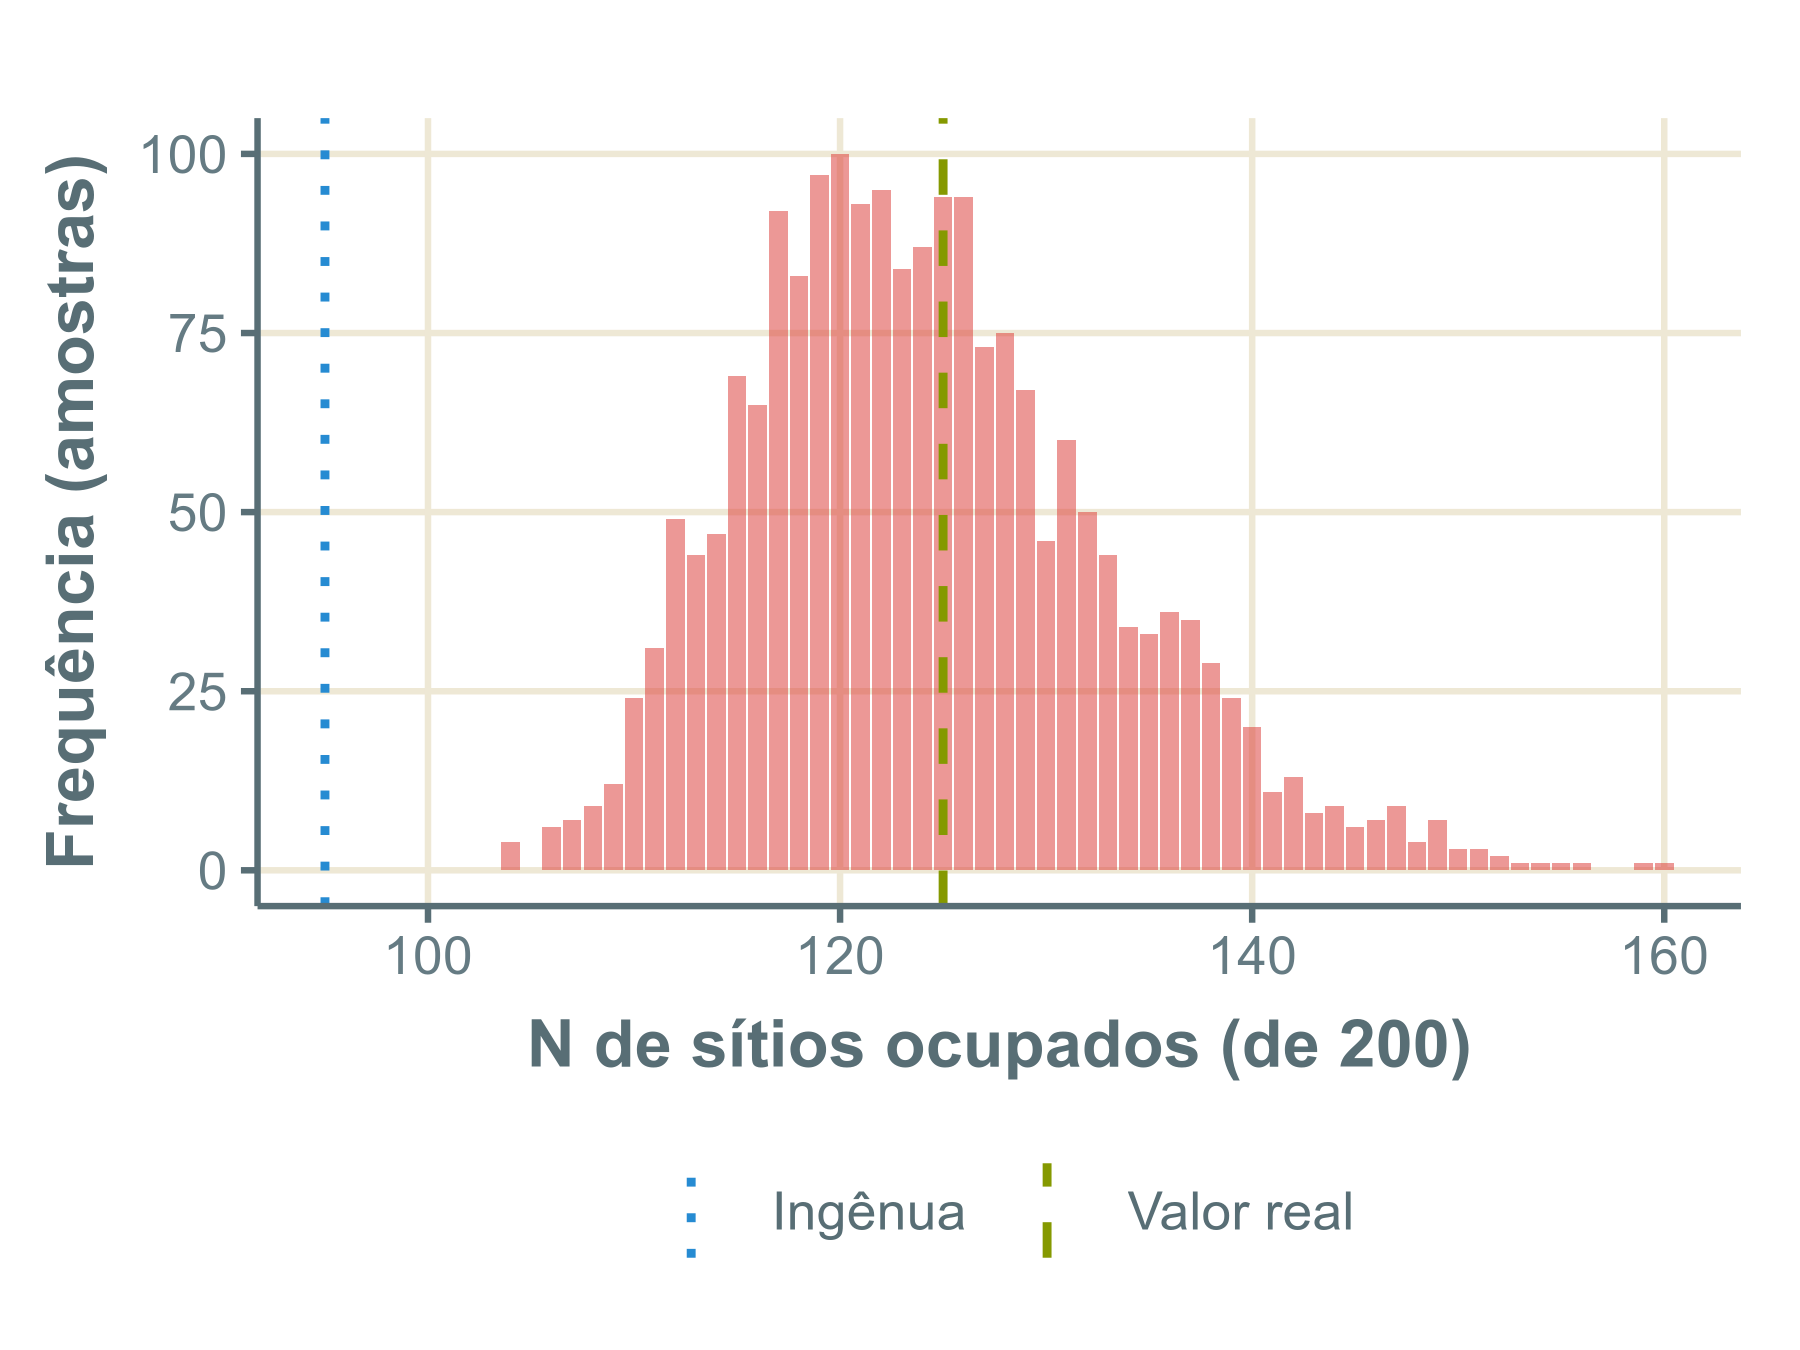 Frequência (amostras)
100
75
50
25
0
100 120 140 160
N de sítios ocupados (de 200)
Ingênua Valor real